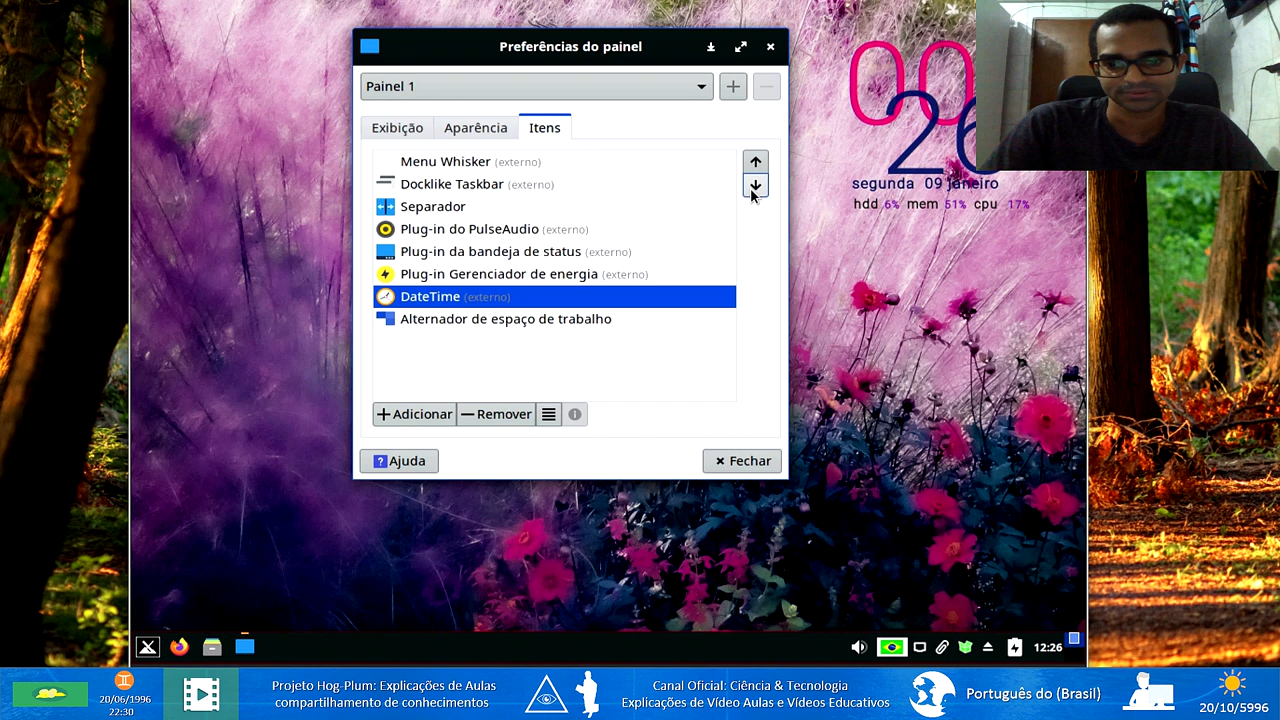 Preferências do painel
Painel 1
Exibição
Aparência
Itens
Menu Whisker (externo)
Docklike Taskbar (externo)
Separador
Plug-in do PulseAudio (externo)
Plug-in da bandeja de status (externo)
Plug-in Gerenciador de energia (externo)
DateTime (externo)
Alternador de espaço de trabalho
Adicionar
Remover
Ajuda
Fechar
26
segunda 09 janeiro
hdd 6% mem 51% cpu 17%
12:26
20/06/1996
22:30
Projeto Hog-Plum: Explicações de Aulas
compartilhamento de conhecimentos
Canal Oficial: Ciência & Tecnologia
Explicações de Vídeo Aulas e Vídeos Educativos
Português do (Brasil)
20/10/5996